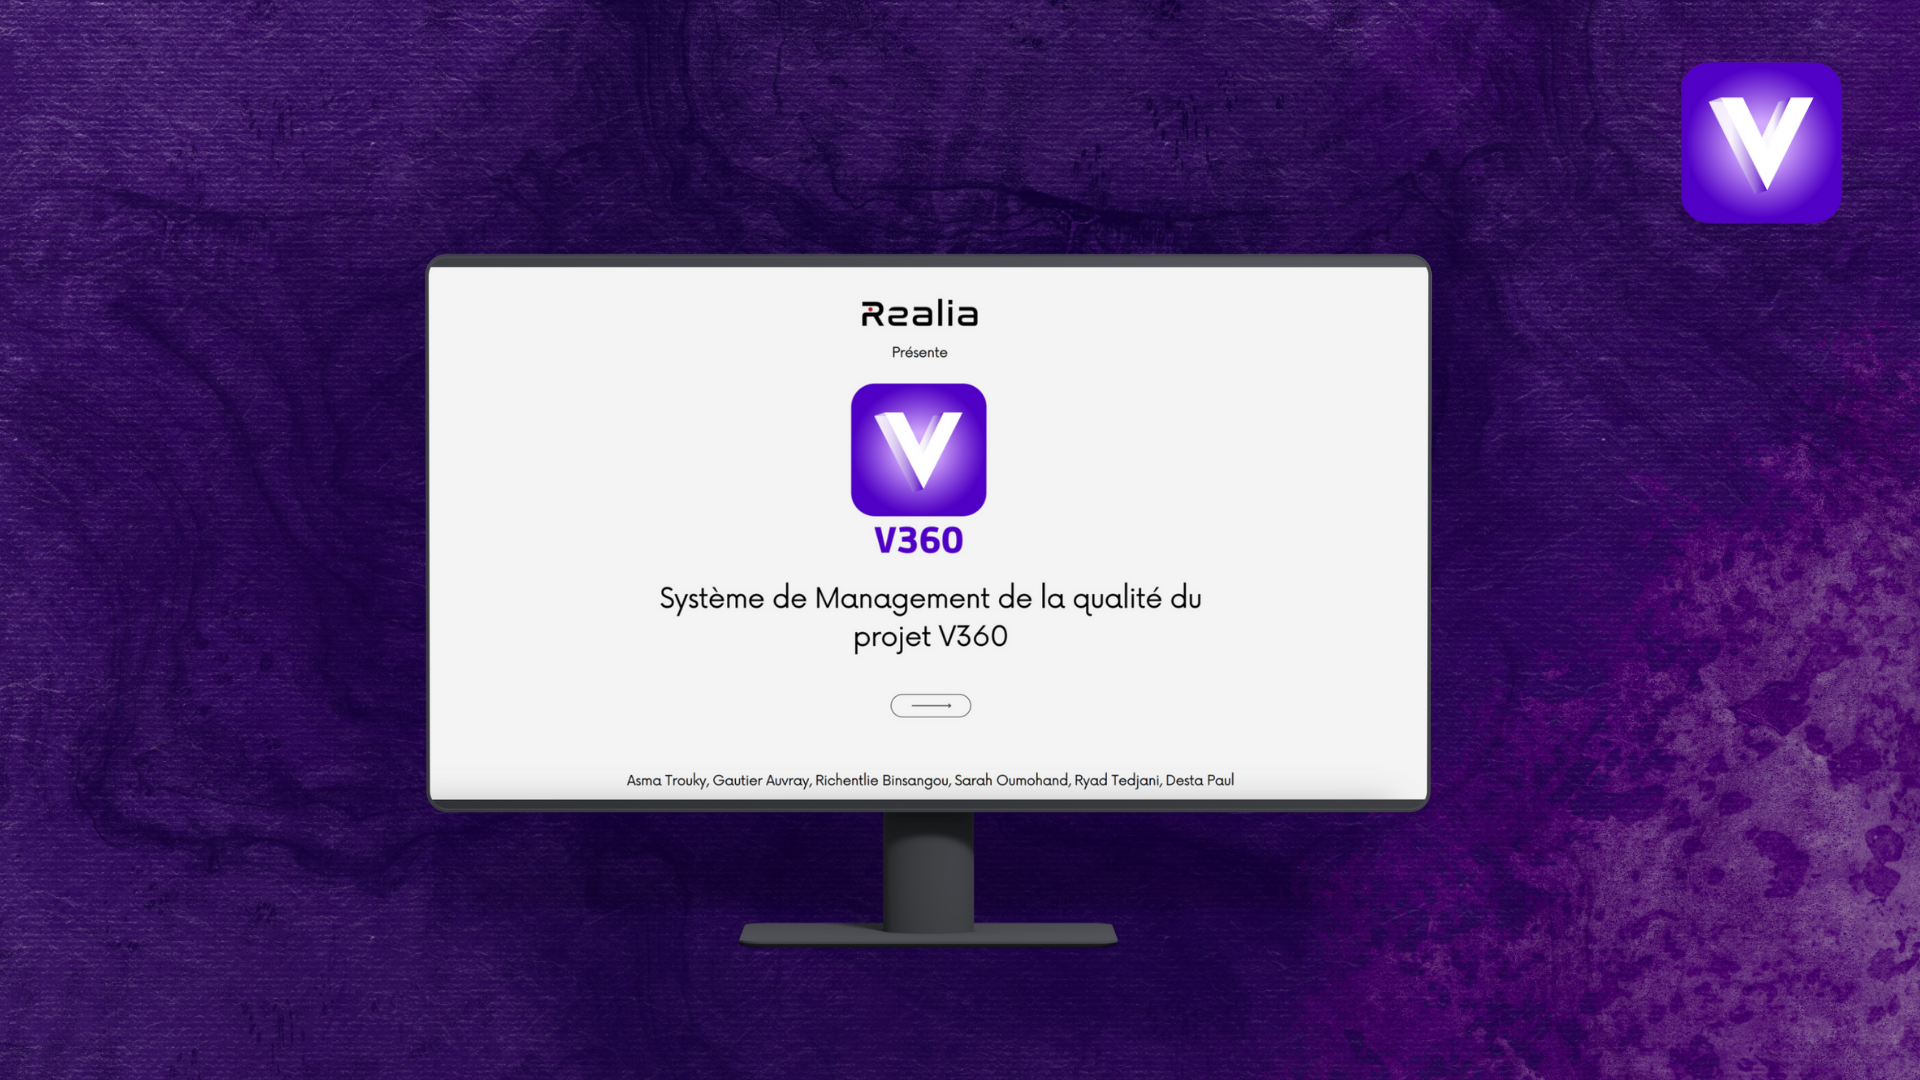 V
Realia
Présente
V
V360
Système de Management de la qualité du
projet V360
Asma Trouky, Gautier Auvray, Richentlie Binsangou, Sarah Oumohand, Ryad Tedjani, Desta Paul